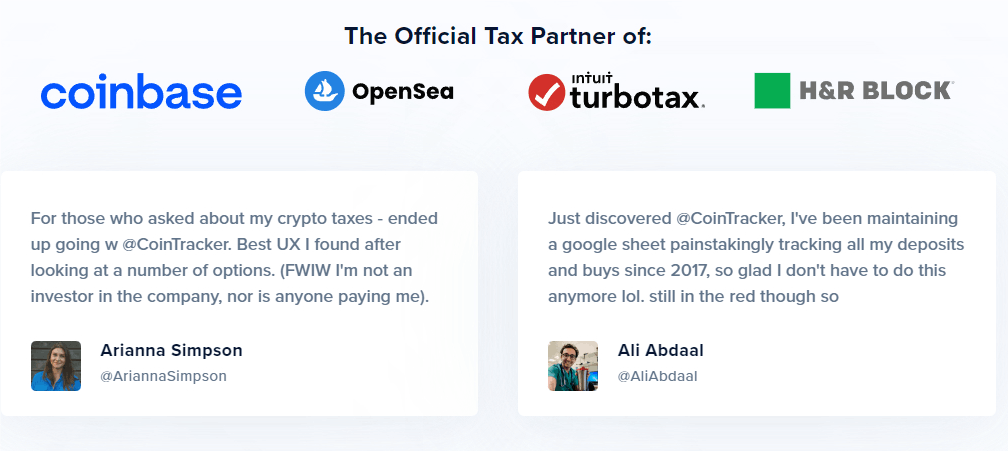 The Official Tax Partner of:
coinbase
OpenSea
intuit
turbotax.
H&R BLOCK
For those who asked about my crypto taxes - ended
up going w @CoinTracker. Best UX I found after
looking at a number of options. (FWIW I'm not an
investor in the company, nor is anyone paying me).
Arianna Simpson
@AriannaSimpson
Just discovered @CoinTracker, I've been maintaining
a google sheet painstakingly tracking all my deposits
and buys since 2017, so glad I don't have to do this
anymore lol. still in the red though so
Ali Abdaal
@AliAbdaal